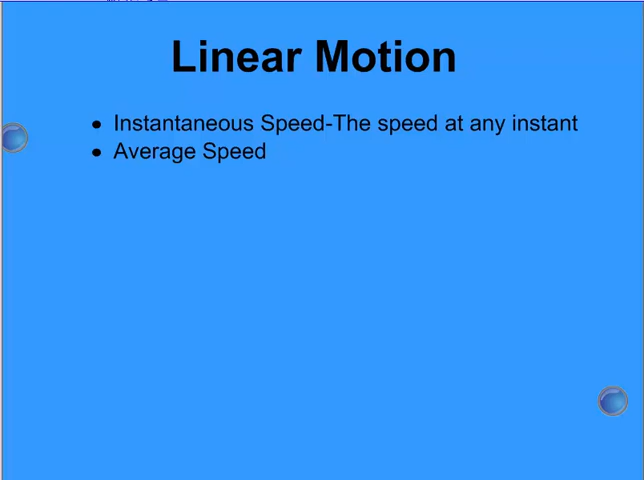 Linear Motion
• Instantaneous Speed-The speed at any instant
• Average Speed